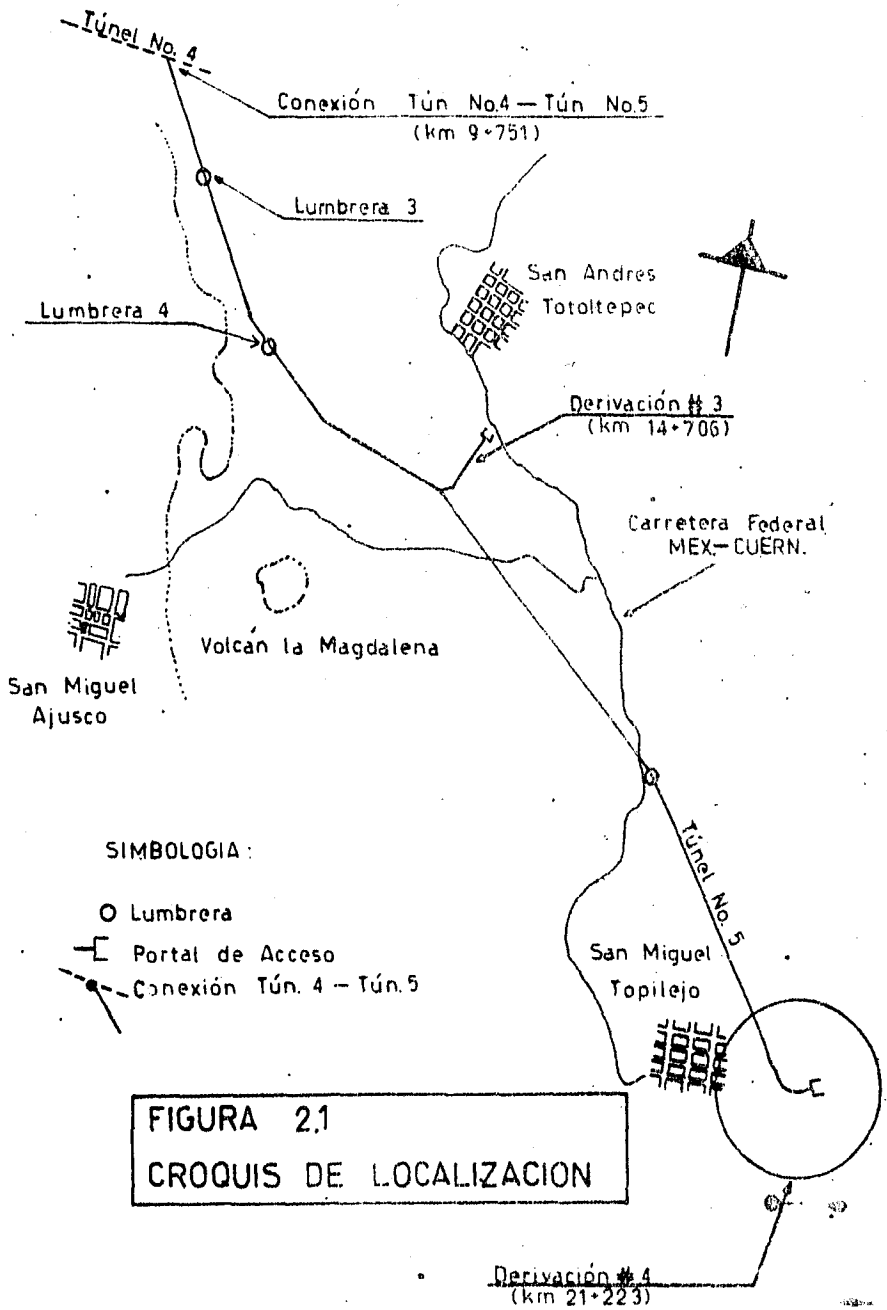 Túnel No. 4
Conexión Tún No.4 — Tún No.5
(km 9+751)
Lumbrera 3
San Andres
Totoltepec
Lumbrera 4
Derivación # 3
(km 14+706)
Carretera Federal
MEX.-CUERN.
Volcán la Magdalena
San Miguel
Ajusco
SIMBOLOGIA :
Lumbrera
Portal de Acceso
Conexión Tún. 4 — Tún. 5
Túnel No. 5
San Miguel
Topilejo
FIGURA 2.1
CROQUIS DE LOCALIZACION
Derivación # 4
(km 21+223)